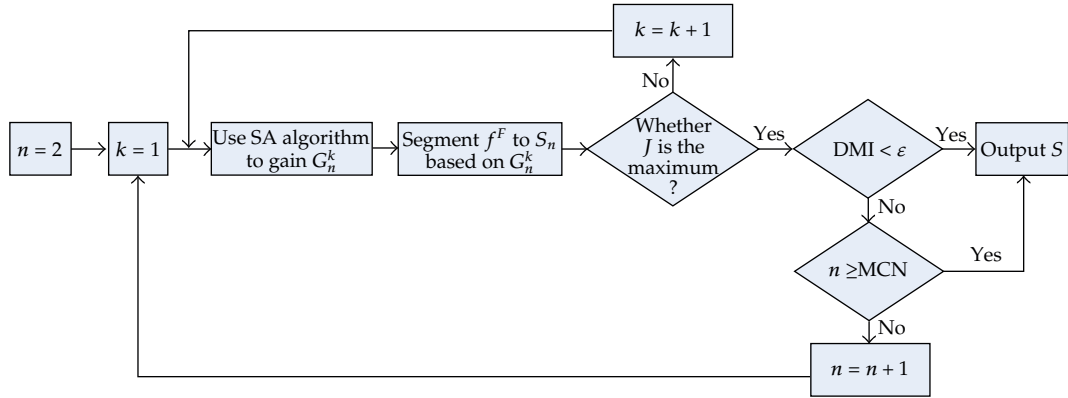 k = k + 1
No
n = 2
k = 1
Use SA algorithm
to gain G_n^k
Segment f^F to S_n
based on G_n^k
Whether
J is the
maximum
?
Yes
DMI < ε
Yes
Output S
No
n ≥MCN
Yes
No
n = n + 1